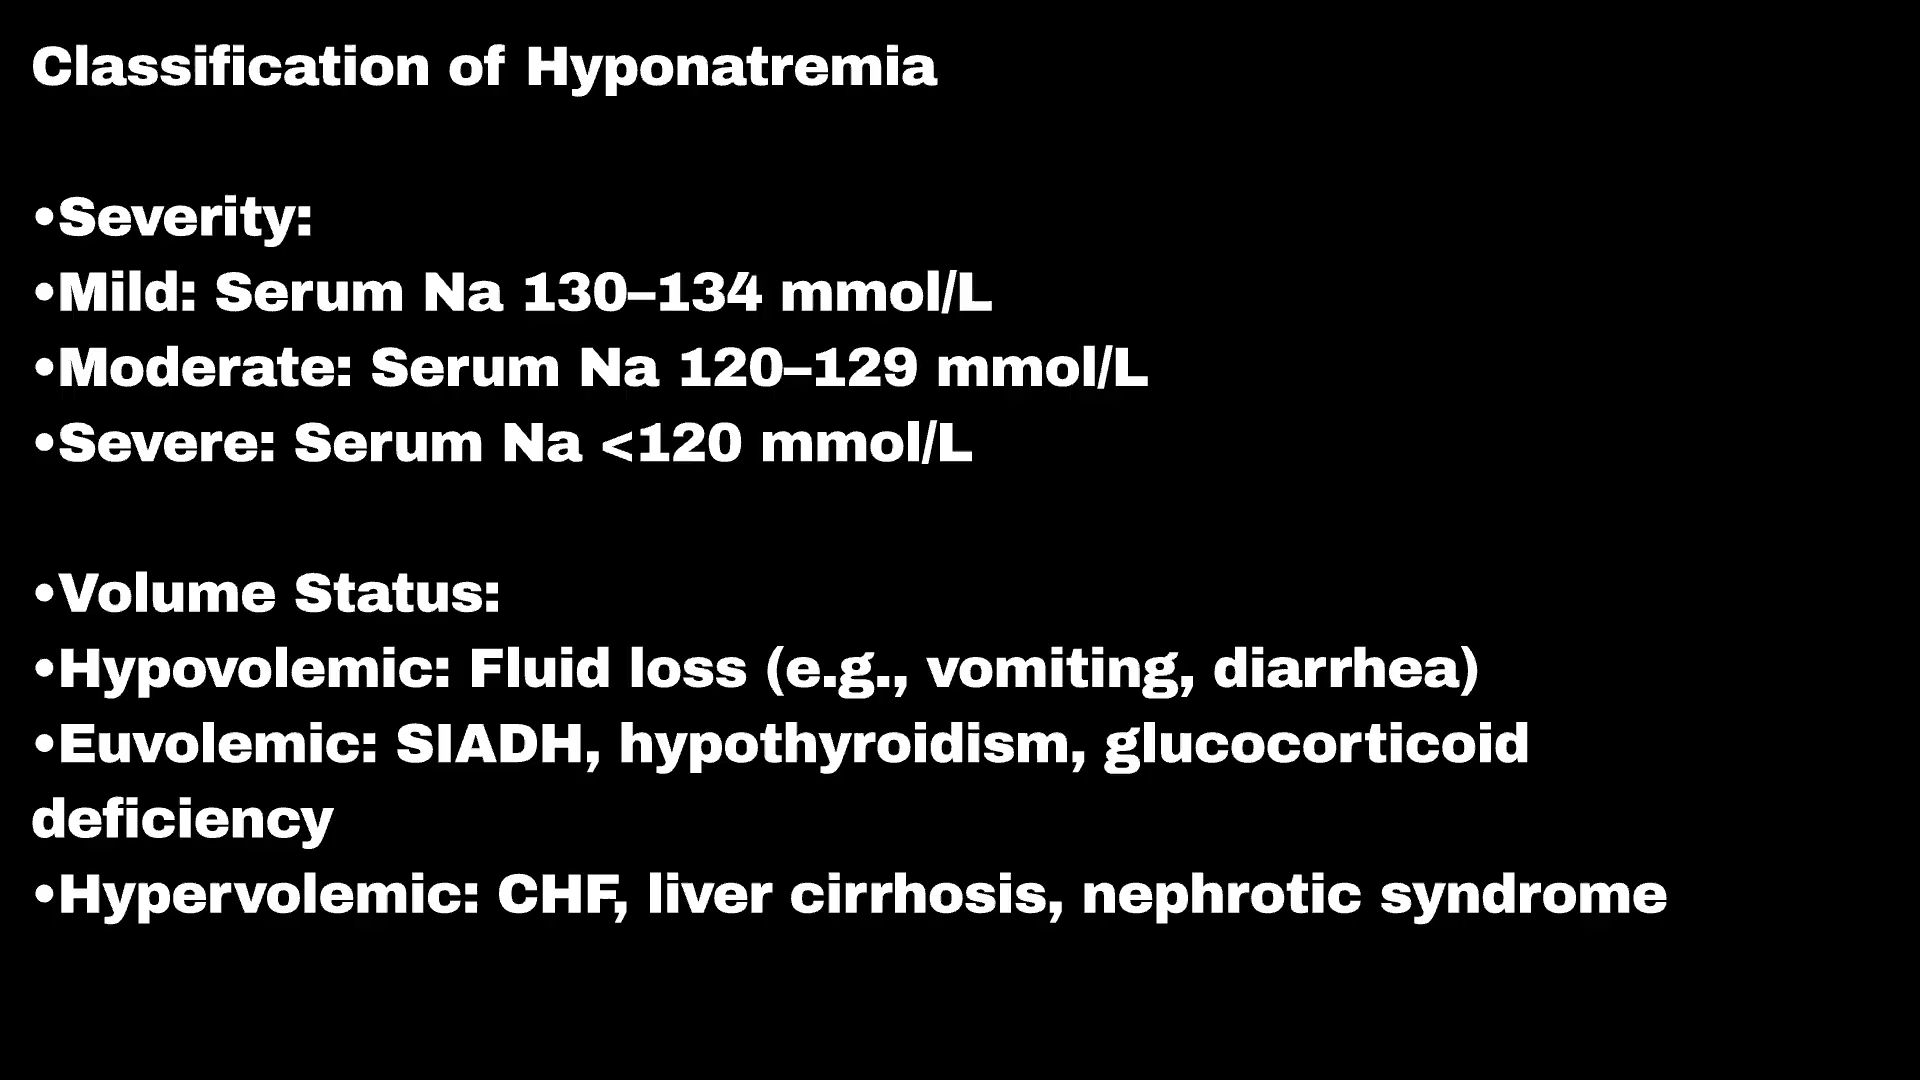 Classification of Hyponatremia
•Severity:
•Mild: Serum Na 130–134 mmol/L
•Moderate: Serum Na 120–129 mmol/L
•Severe: Serum Na <120 mmol/L
•Volume Status:
•Hypovolemic: Fluid loss (e.g., vomiting, diarrhea)
•Euvolemic: SIADH, hypothyroidism, glucocorticoid
deficiency
•Hypervolemic: CHF, liver cirrhosis, nephrotic syndrome